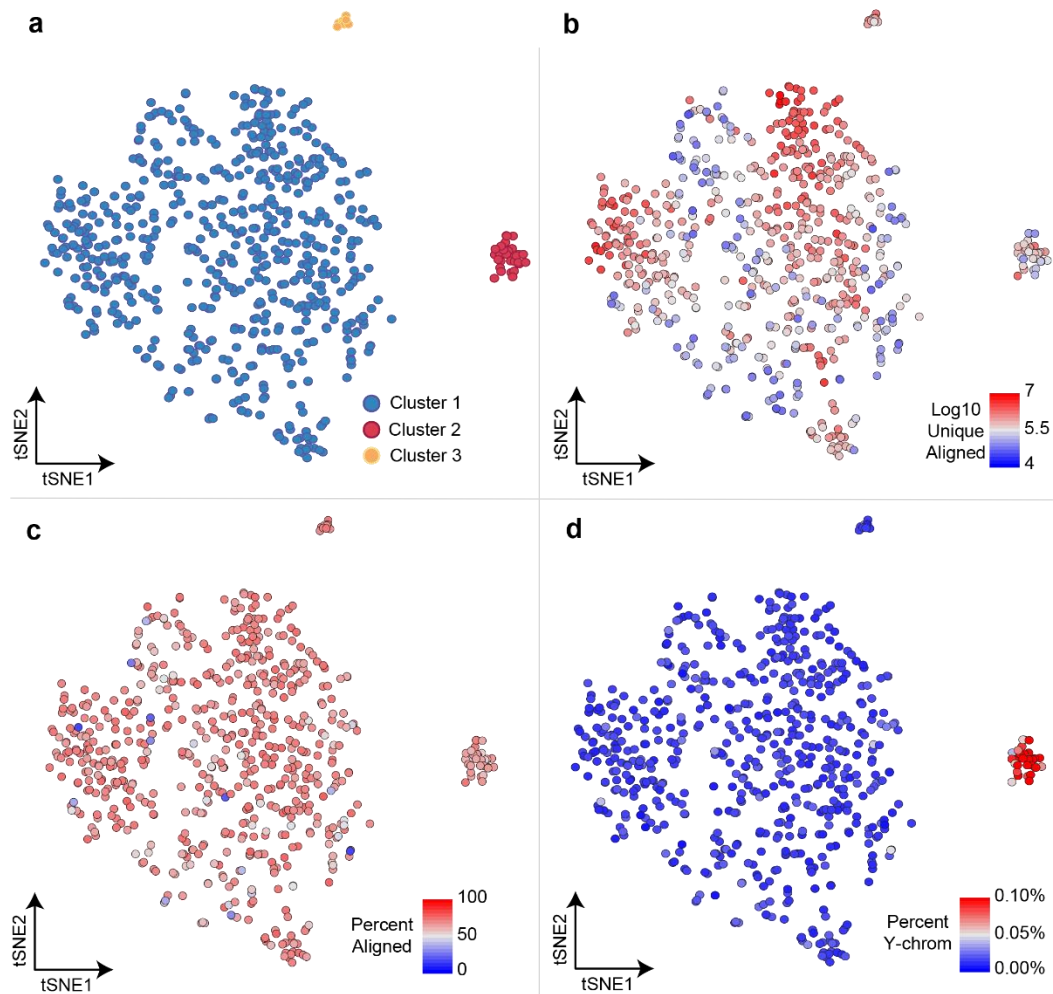 a
Cluster 1
Cluster 2
Cluster 3
tSNE2
tSNE1
b
Log10
Unique
Aligned
7
5.5
4
tSNE2
tSNE1
c
Percent
Aligned
100
50
0
tSNE2
tSNE1
d
Percent
Y-chrom
0.10%
0.05%
0.00%
tSNE2
tSNE1